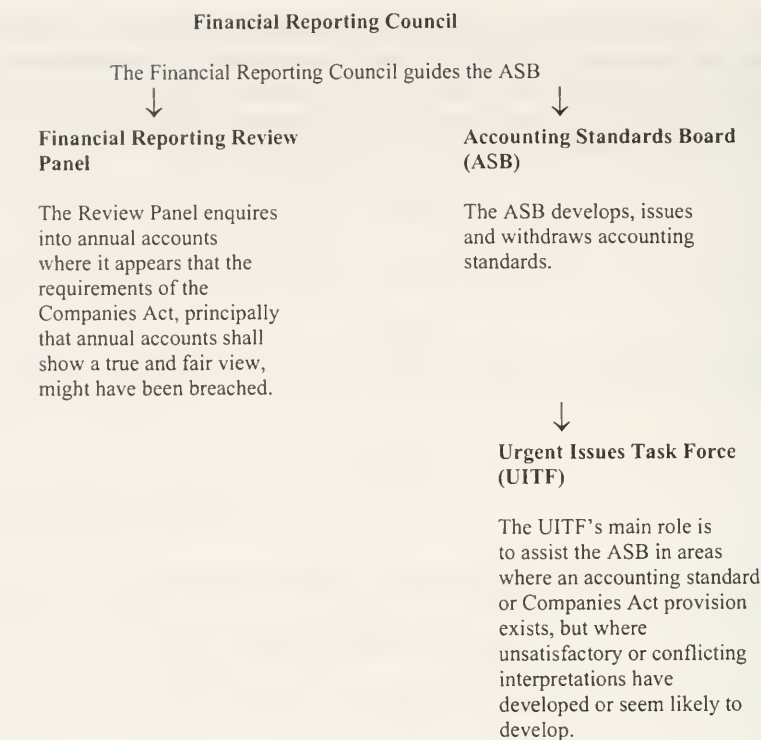 Financial Reporting Council
The Financial Reporting Council guides the ASB
↓ ↓
Financial Reporting Review
Panel
The Review Panel enquires
into annual accounts
where it appears that the
requirements of the
Companies Act, principally
that annual accounts shall
show a true and fair view,
might have been breached.
Accounting Standards Board
(ASB)
The ASB develops, issues
and withdraws accounting
standards.
↓
Urgent Issues Task Force
(UITF)
The UITF's main role is
to assist the ASB in areas
where an accounting standard
or Companies Act provision
exists, but where
unsatisfactory or conflicting
interpretations have
developed or seem likely to
develop.